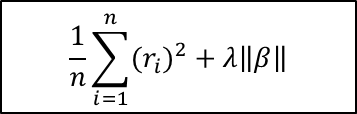 1/n ∑_{i=1}^{n} (r_i)² + λ‖β‖